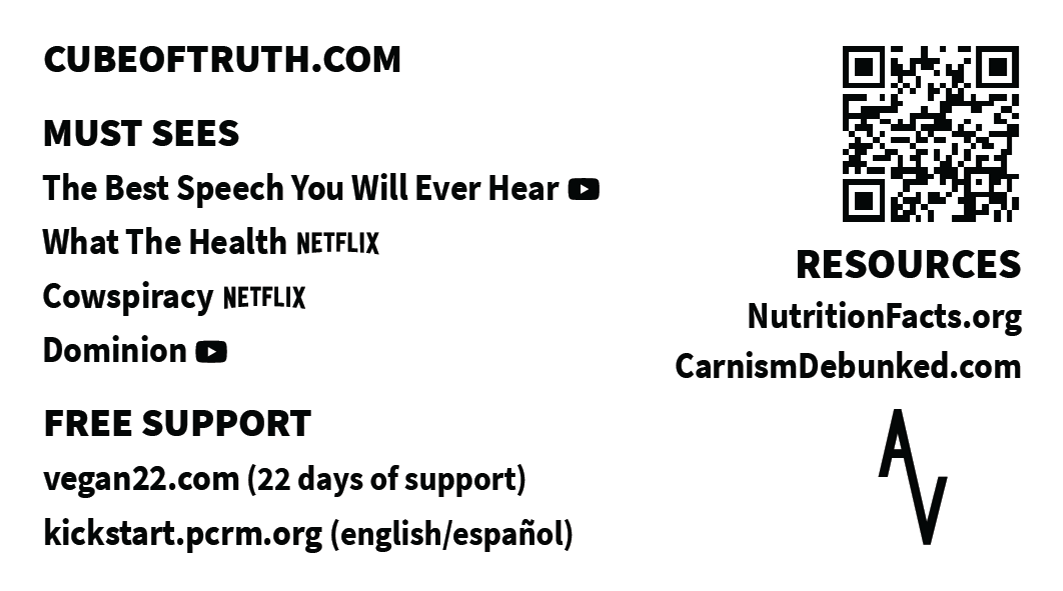 CUBEOFTRUTH.COM
MUST SEES
The Best Speech You Will Ever Hear
What The Health NETFLIX
Cowspiracy NETFLIX
Dominion
FREE SUPPORT
vegan22.com (22 days of support)
kickstart.pcrm.org (english/español)
RESOURCES
NutritionFacts.org
CarnismDebunked.com
AV